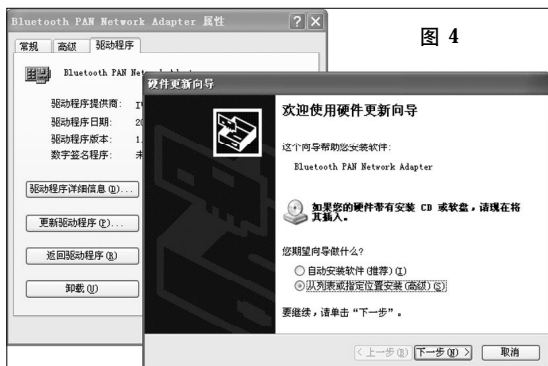 Bluetooth PAN Network Adapter 属性
图 4
常规 高级 驱动程序
Bluetooth PAN
驱动程序提供商:
驱动程序日期: 20
驱动程序版本: 1.
数字签名程序: 未
驱动程序详细信息(D)...
更新驱动程序(P)...
返回驱动程序(R)
卸载(U)
硬件更新向导
欢迎使用硬件更新向导
这个向导帮助您安装软件:
Bluetooth PAN Network Adapter
如果您的硬件带有安装 CD 或软盘,请现在将
其插入。
您期望向导做什么?
自动安装软件(推荐)(I)
从列表或指定位置安装(高级)(S)
要继续,请单击“下一步”。
< 上一步(B) 下一步(N) > 取消